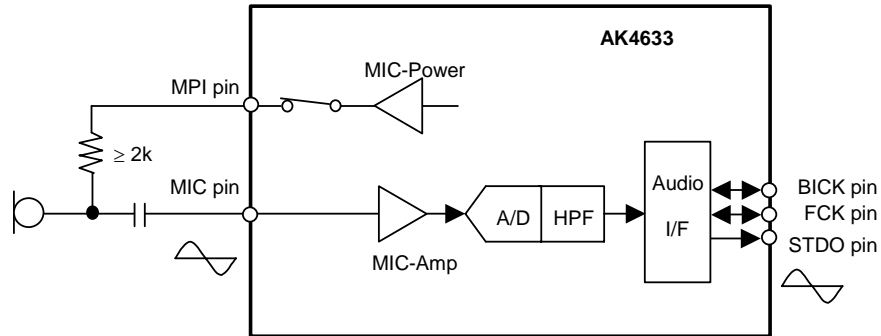 AK4633
MIC-Power
MPI pin
≥ 2k
MIC pin
Audio
I/F
A/D
HPF
MIC-Amp
BICK pin
FCK pin
STDO pin